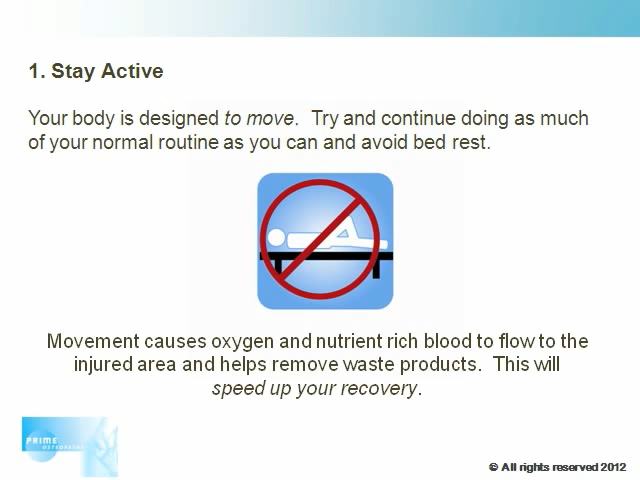 1. Stay Active
Your body is designed to move.  Try and continue doing as much
of your normal routine as you can and avoid bed rest.
Movement causes oxygen and nutrient rich blood to flow to the
injured area and helps remove waste products.  This will
speed up your recovery.
PRIME
© All rights reserved 2012